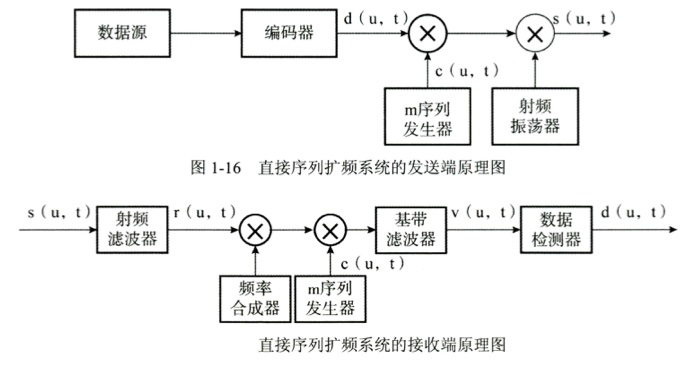 数据源
编码器
d(u, t)
s(u, t)
c(u, t)
m序列
发生器
射频
振荡器
图 1-16 直接序列扩频系统的发送端原理图
s(u, t)
射频
滤波器
r(u, t)
基带
滤波器
v(u, t)
数据
检测器
d(u, t)
c(u, t)
频率
合成器
m序列
发生器
直接序列扩频系统的接收端原理图